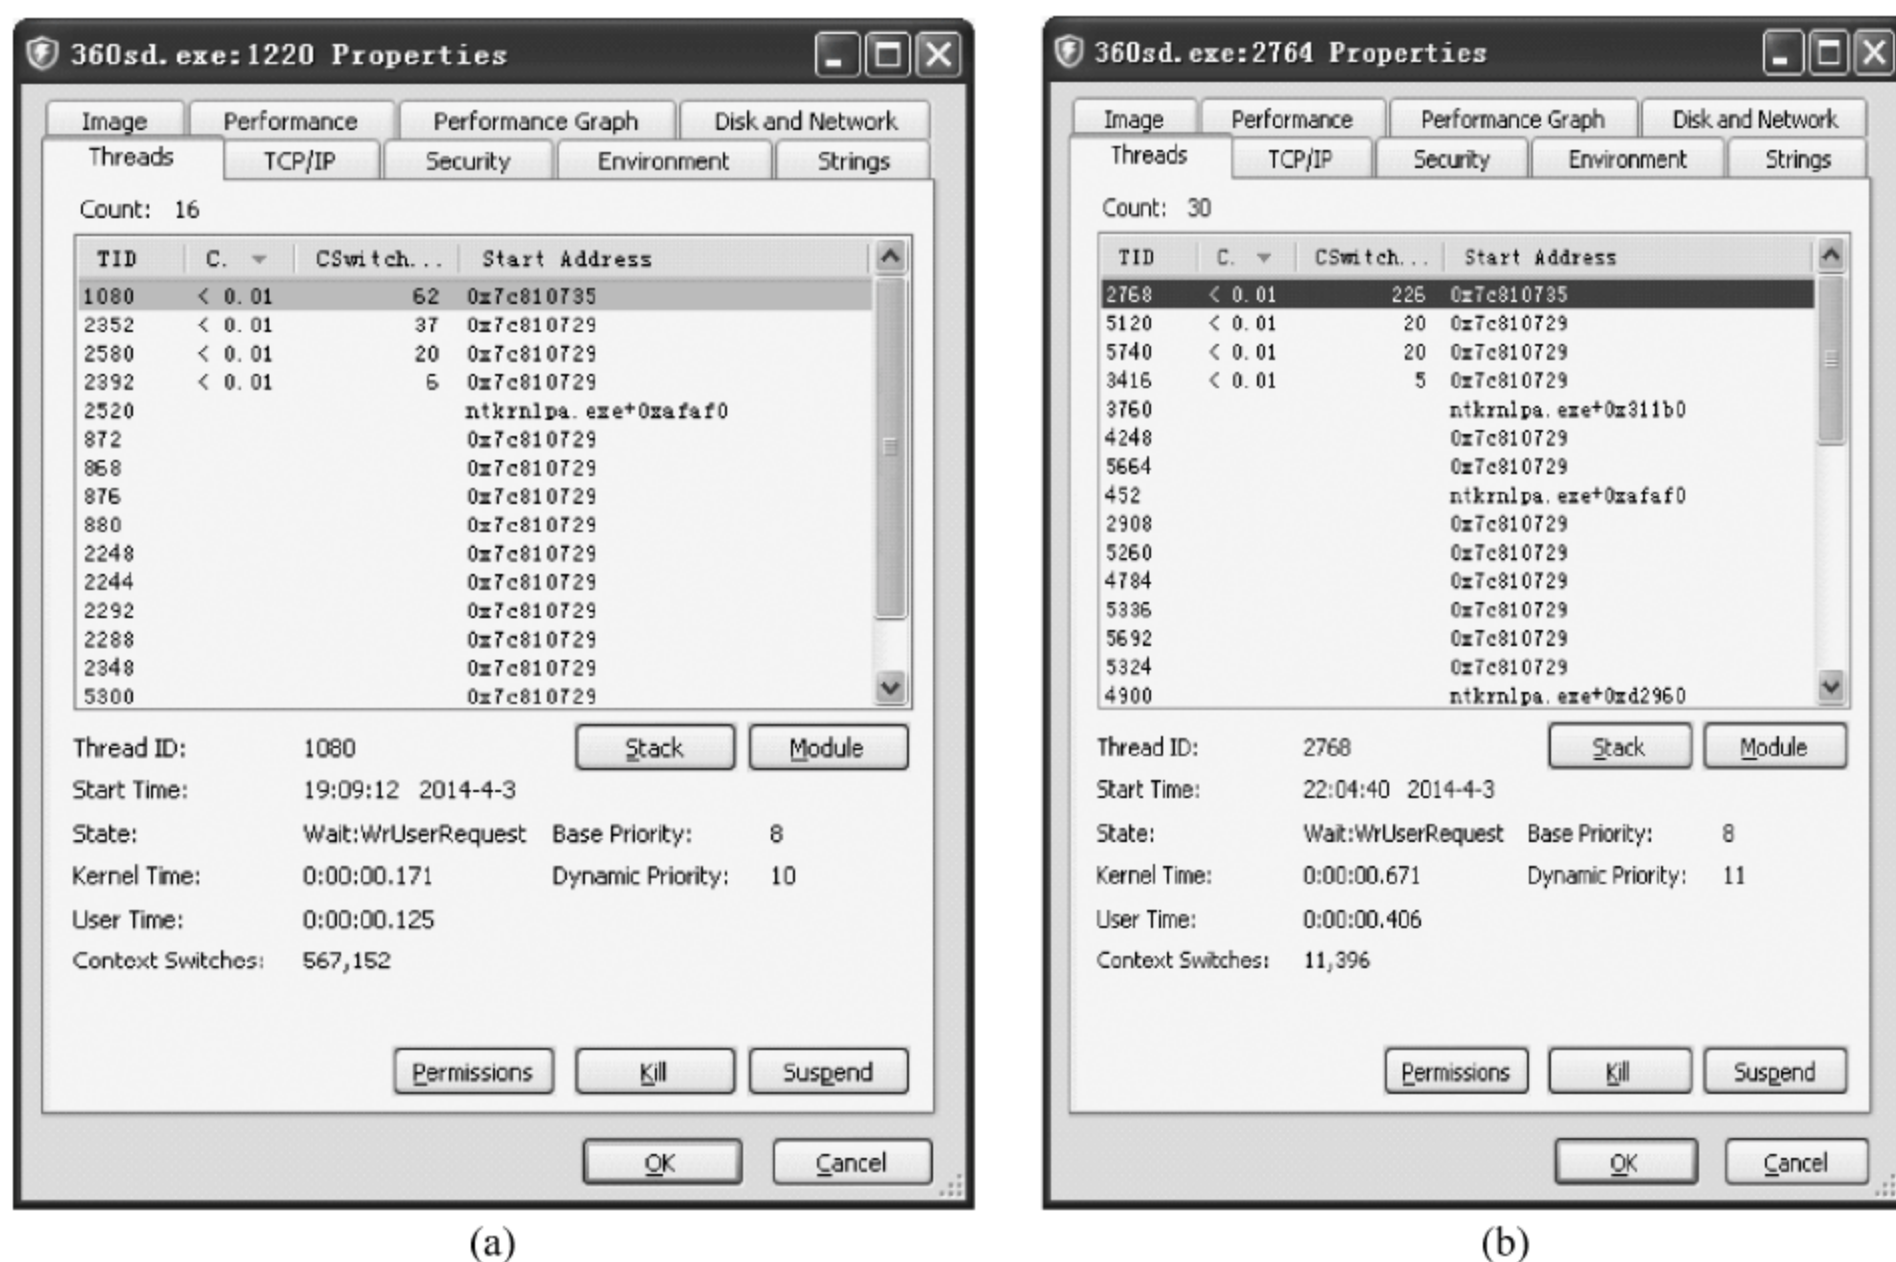 360sd.exe:1220 Properties
Image Performance Performance Graph Disk and Network
Threads TCP/IP Security Environment Strings
Count: 16
TID C. CSwitch... Start Address
1080 < 0.01 62 0x7c810735
2352 < 0.01 37 0x7c810729
2580 < 0.01 20 0x7c810729
2392 < 0.01 6 0x7c810729
2520 ntkrnlpa.exe+0xafaf0
872 0x7c810729
868 0x7c810729
876 0x7c810729
880 0x7c810729
2248 0x7c810729
2244 0x7c810729
2292 0x7c810729
2288 0x7c810729
2348 0x7c810729
5300 0x7c810729
Thread ID: 1080 Stack Module
Start Time: 19:09:12 2014-4-3
State: Wait:WrUserRequest Base Priority: 8
Kernel Time: 0:00:00.171 Dynamic Priority: 10
User Time: 0:00:00.125
Context Switches: 567,152
Permissions Kill Suspend
OK Cancel
(a)
360sd.exe:2764 Properties
Image Performance Performance Graph Disk and Network
Threads TCP/IP Security Environment Strings
Count: 30
TID C. CSwitch... Start Address
2768 < 0.01 226 0x7c810735
5120 < 0.01 20 0x7c810729
5740 < 0.01 20 0x7c810729
3416 < 0.01 5 0x7c810729
3760 ntkrnlpa.exe+0x311b0
4248 0x7c810729
5664 0x7c810729
452 ntkrnlpa.exe+0xafaf0
2908 0x7c810729
5260 0x7c810729
4784 0x7c810729
5336 0x7c810729
5692 0x7c810729
5324 0x7c810729
4900 ntkrnlpa.exe+0xd2960
Thread ID: 2768 Stack Module
Start Time: 22:04:40 2014-4-3
State: Wait:WrUserRequest Base Priority: 8
Kernel Time: 0:00:00.671 Dynamic Priority: 11
User Time: 0:00:00.406
Context Switches: 11,396
Permissions Kill Suspend
OK Cancel
(b)